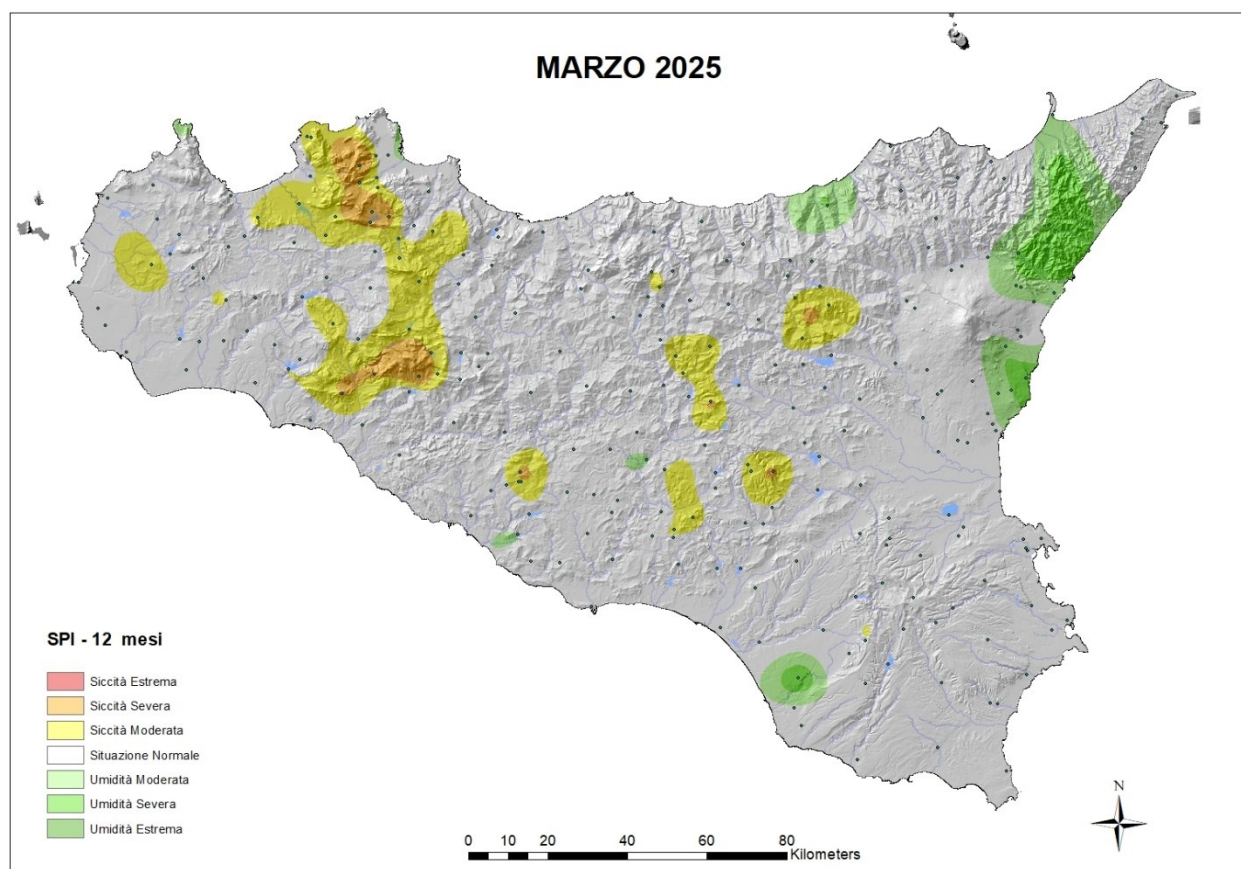 MARZO 2025
SPI - 12 mesi
Siccità Estrema
Siccità Severa
Siccità Moderata
Situazione Normale
Umidità Moderata
Umidità Severa
Umidità Estrema
N
0 10 20 40 60 80
Kilometers